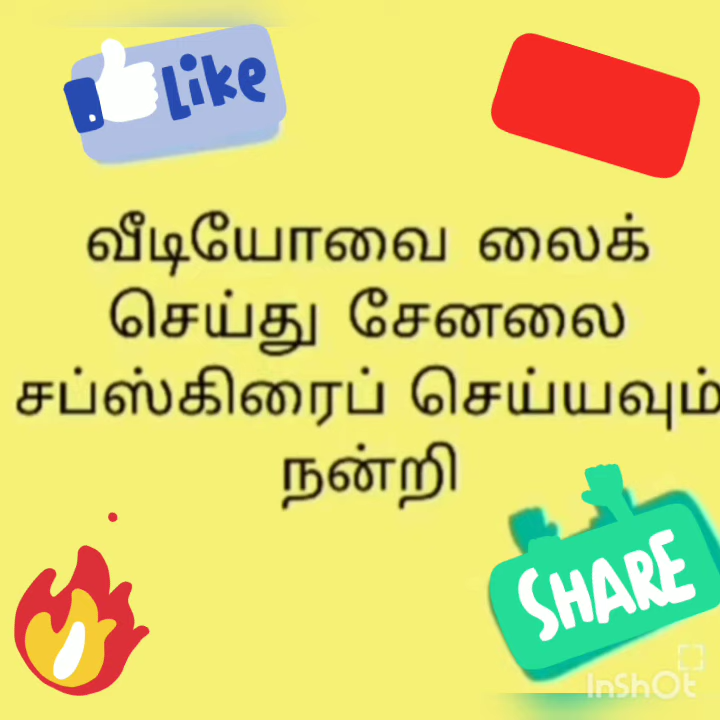 Like
வீடியோவை லைக்
செய்து சேனலை
சப்ஸ்கிரைப் செய்யவும்
நன்றி
SHARE
InShOt